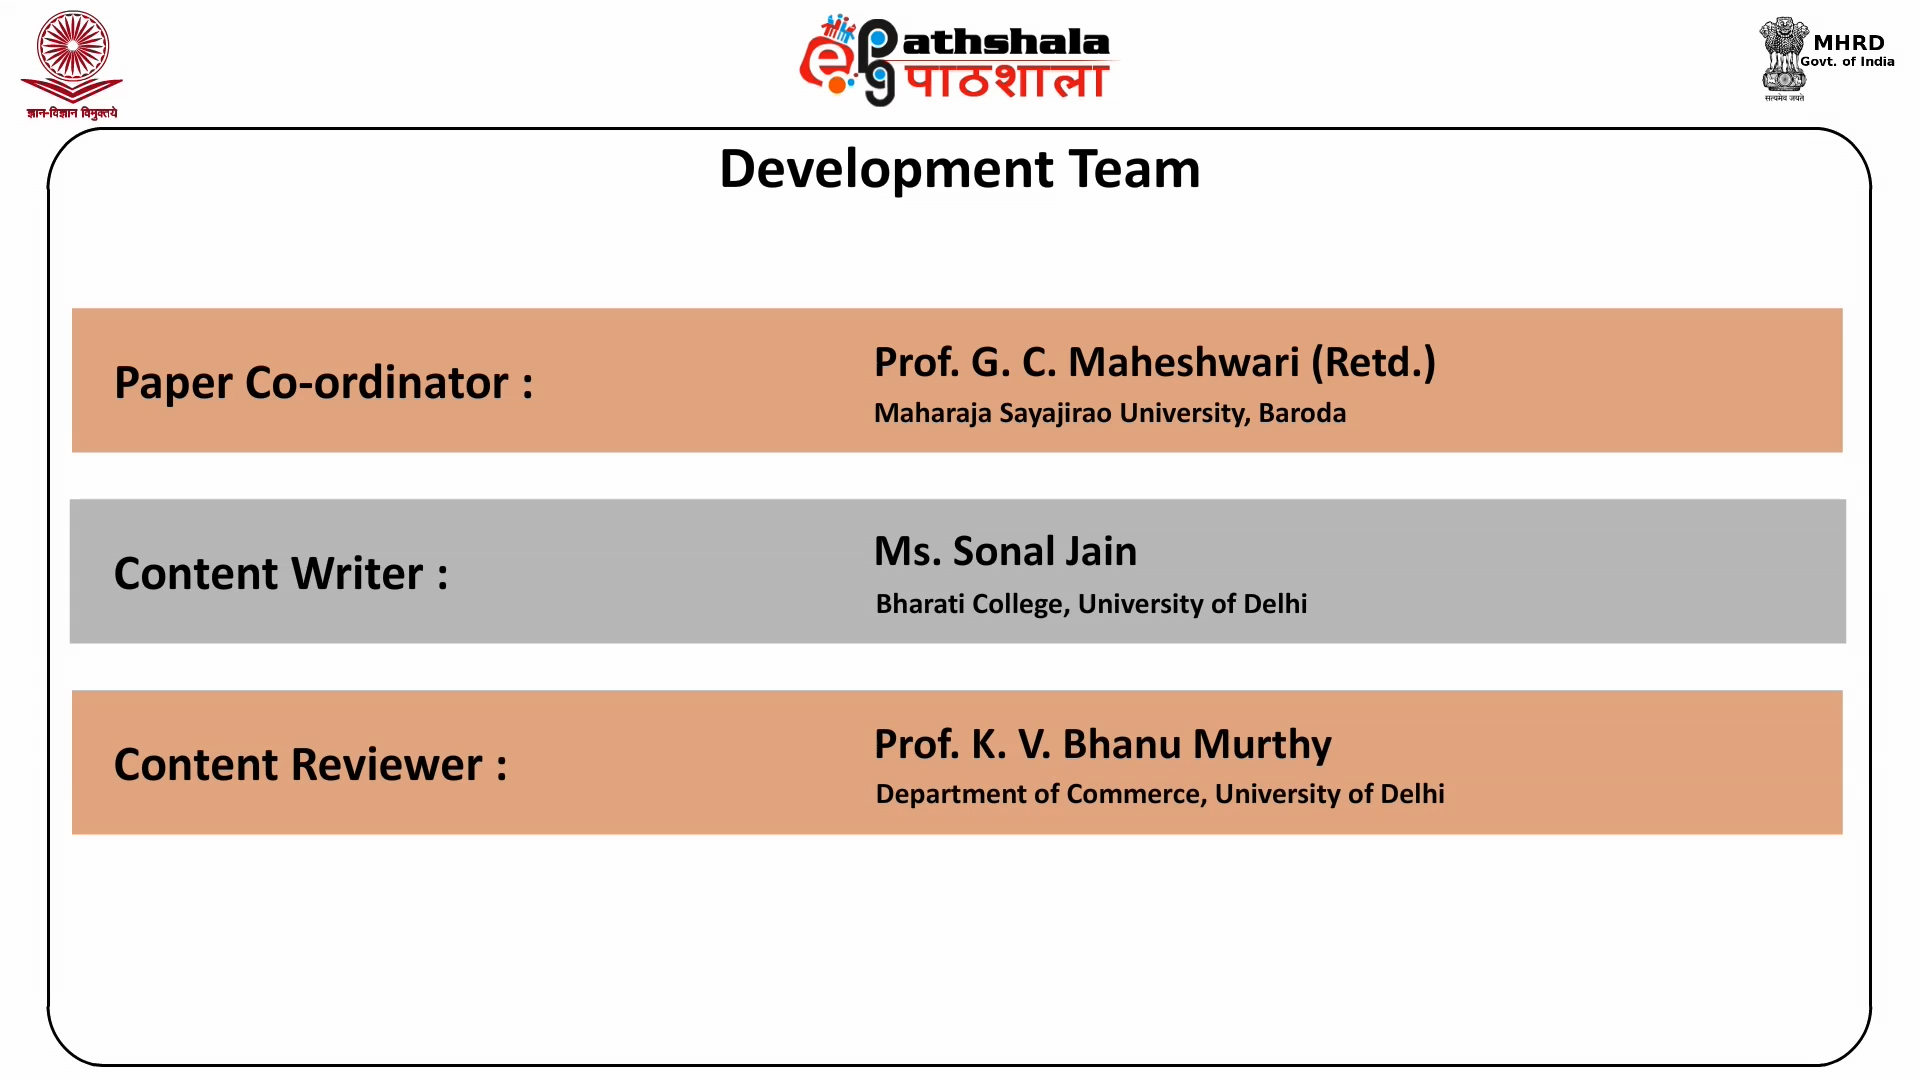 ज्ञान-विज्ञान विमुक्तये
e pg Pathshala
पाठशाला
MHRD
Govt. of India
सत्यमेव जयते
Development Team
Paper Co-ordinator :
Prof. G. C. Maheshwari (Retd.)
Maharaja Sayajirao University, Baroda
Content Writer :
Ms. Sonal Jain
Bharati College, University of Delhi
Content Reviewer :
Prof. K. V. Bhanu Murthy
Department of Commerce, University of Delhi